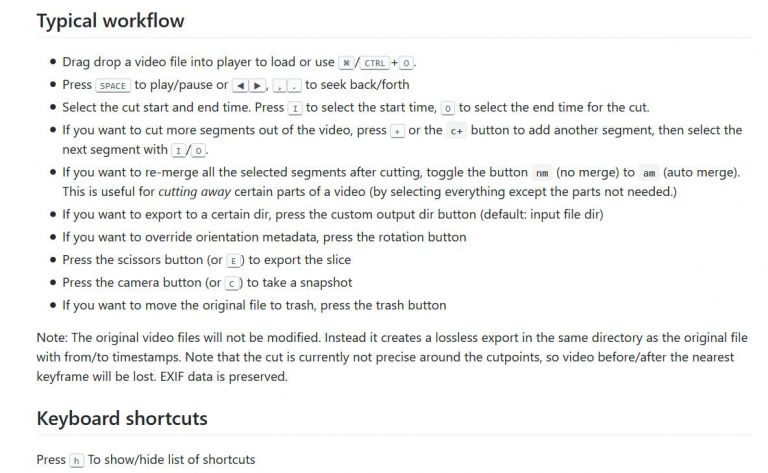 Typical workflow
• Drag drop a video file into player to load or use ⌘/CTRL+O.
• Press SPACE to play/pause or ◀ ▶, , . to seek back/forth
• Select the cut start and end time. Press I to select the start time, O to select the end time for the cut.
• If you want to cut more segments out of the video, press + or the c+ button to add another segment, then select the
next segment with I/O.
• If you want to re-merge all the selected segments after cutting, toggle the button nm (no merge) to am (auto merge).
This is useful for cutting away certain parts of a video (by selecting everything except the parts not needed.)
• If you want to export to a certain dir, press the custom output dir button (default: input file dir)
• If you want to override orientation metadata, press the rotation button
• Press the scissors button (or E) to export the slice
• Press the camera button (or C) to take a snapshot
• If you want to move the original file to trash, press the trash button
Note: The original video files will not be modified. Instead it creates a lossless export in the same directory as the original file
with from/to timestamps. Note that the cut is currently not precise around the cutpoints, so video before/after the nearest
keyframe will be lost. EXIF data is preserved.
Keyboard shortcuts
Press h To show/hide list of shortcuts